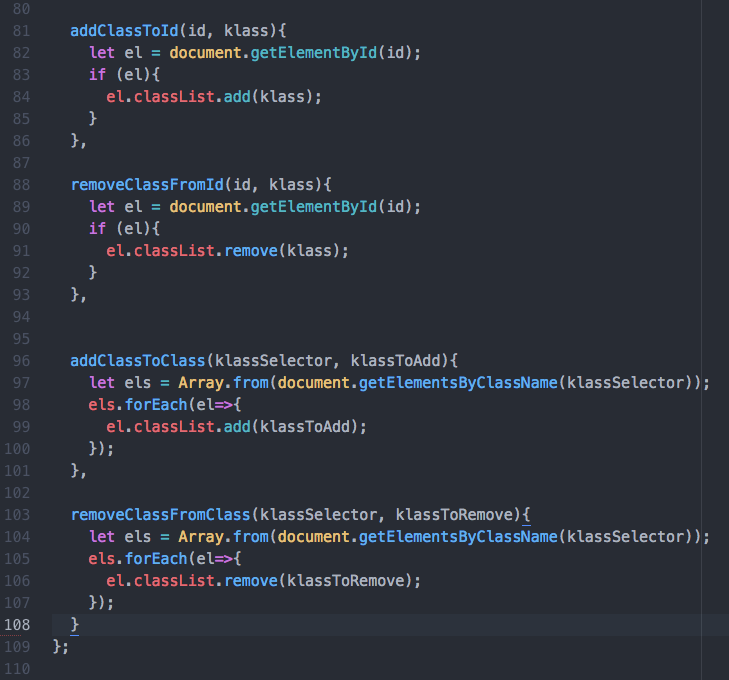 80
81 addClassToId(id, klass){
82 let el = document.getElementById(id);
83 if (el){
84 el.classList.add(klass);
85 }
86 },
87
88 removeClassFromId(id, klass){
89 let el = document.getElementById(id);
90 if (el){
91 el.classList.remove(klass);
92 }
93 },
94
95
96 addClassToClass(klassSelector, klassToAdd){
97 let els = Array.from(document.getElementsByClassName(klassSelector));
98 els.forEach(el=>{
99 el.classList.add(klassToAdd);
100 });
101 },
102
103 removeClassFromClass(klassSelector, klassToRemove){
104 let els = Array.from(document.getElementsByClassName(klassSelector));
105 els.forEach(el=>{
106 el.classList.remove(klassToRemove);
107 });
108 }
109 };
110